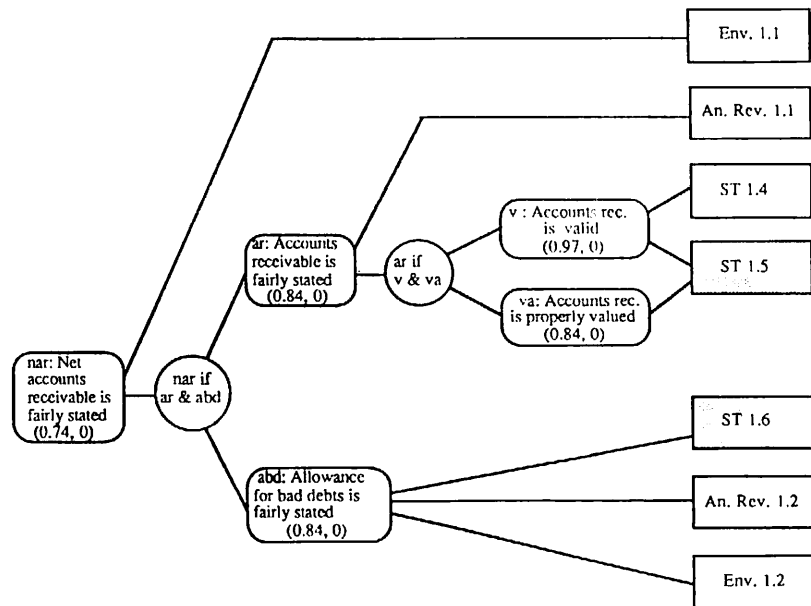 Env. 1.1
An. Rev. 1.1
ST 1.4
v : Accounts rec.
is valid
(0.97, 0)
ar: Accounts
receivable is
fairly stated
(0.84, 0)
ar if
v & va
ST 1.5
va: Accounts rec.
is properly valued
(0.84, 0)
nar: Net
accounts
receivable is
fairly stated
(0.74, 0)
nar if
ar & abd
ST 1.6
abd: Allowance
for bad debts is
fairly stated
(0.84, 0)
An. Rev. 1.2
Env. 1.2